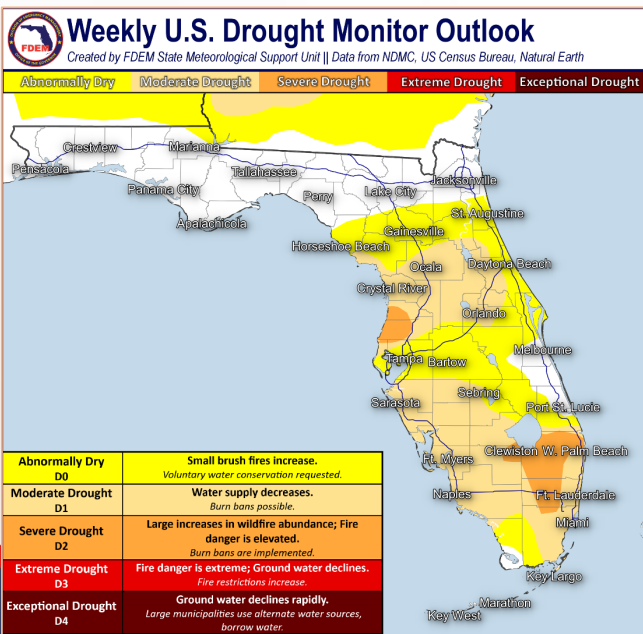 Weekly U.S. Drought Monitor Outlook
FDEM
Created by FDEM State Meteorological Support Unit || Data from NDMC, US Census Bureau, Natural Earth
Abnormally Dry Moderate Drought Severe Drought Extreme Drought Exceptional Drought
Crestview
Marianna
Pensacola
Tallahassee
Jacksonville
Panama City
Perry
Lake City
Apalachicola
St. Augustine
Gainesville
Horseshoe Beach
Ocala
Daytona Beach
Crystal River
Orlando
Melbourne
Tampa
Bartow
Sebring
Sarasota
Port St. Lucie
Ft. Myers
Clewiston
W. Palm Beach
Naples
Ft. Lauderdale
Miami
Key Largo
Marathon
Key West
Abnormally Dry
D0
Small brush fires increase.
Voluntary water conservation requested.
Moderate Drought
D1
Water supply decreases.
Burn bans possible.
Severe Drought
D2
Large increases in wildfire abundance; Fire
danger is elevated.
Burn bans are implemented.
Extreme Drought
D3
Fire danger is extreme; Ground water declines.
Fire restrictions increase.
Exceptional Drought
D4
Ground water declines rapidly.
Large municipalities use alternate water sources,
borrow water.